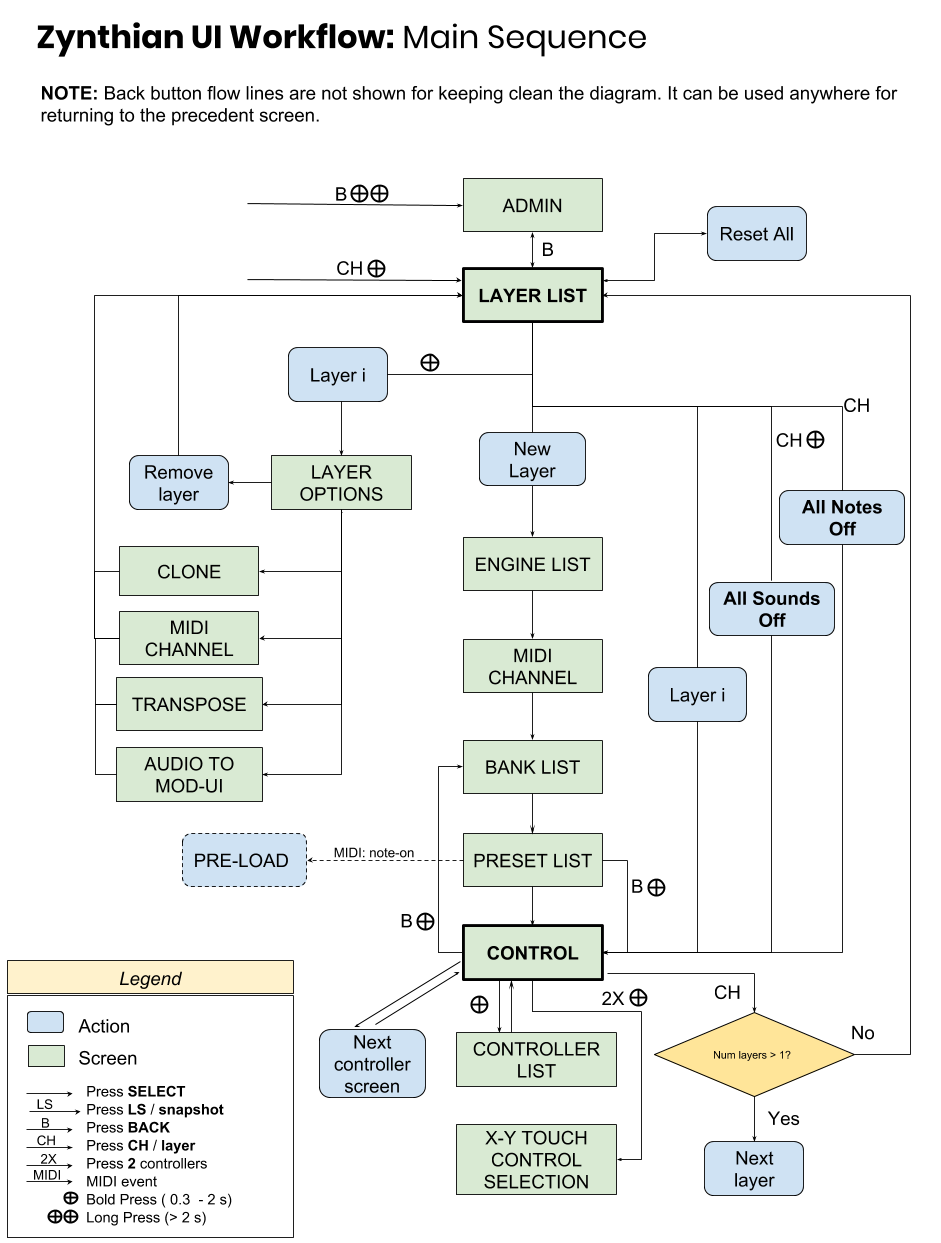 Zynthian UI Workflow: Main Sequence
NOTE: Back button flow lines are not shown for keeping clean the diagram. It can be used anywhere for
returning to the precedent screen.
B
ADMIN
Reset All
B
CH
LAYER LIST
Layer i
CH
CH
New
Layer
Remove
layer
LAYER
OPTIONS
All Notes
Off
ENGINE LIST
CLONE
All Sounds
Off
MIDI
CHANNEL
MIDI
CHANNEL
Layer i
TRANSPOSE
AUDIO TO
MOD-UI
BANK LIST
PRE-LOAD
MIDI: note-on
PRESET LIST
B
B
CONTROL
Legend
Action
Screen
Press SELECT
LS
Press LS / snapshot
B
Press BACK
CH
Press CH / layer
2X
Press 2 controllers
MIDI
MIDI event
Bold Press ( 0.3 - 2 s)
Long Press (> 2 s)
2X
CH
Next
controller
screen
CONTROLLER
LIST
Num layers > 1?
No
Yes
X-Y TOUCH
CONTROL
SELECTION
Next
layer